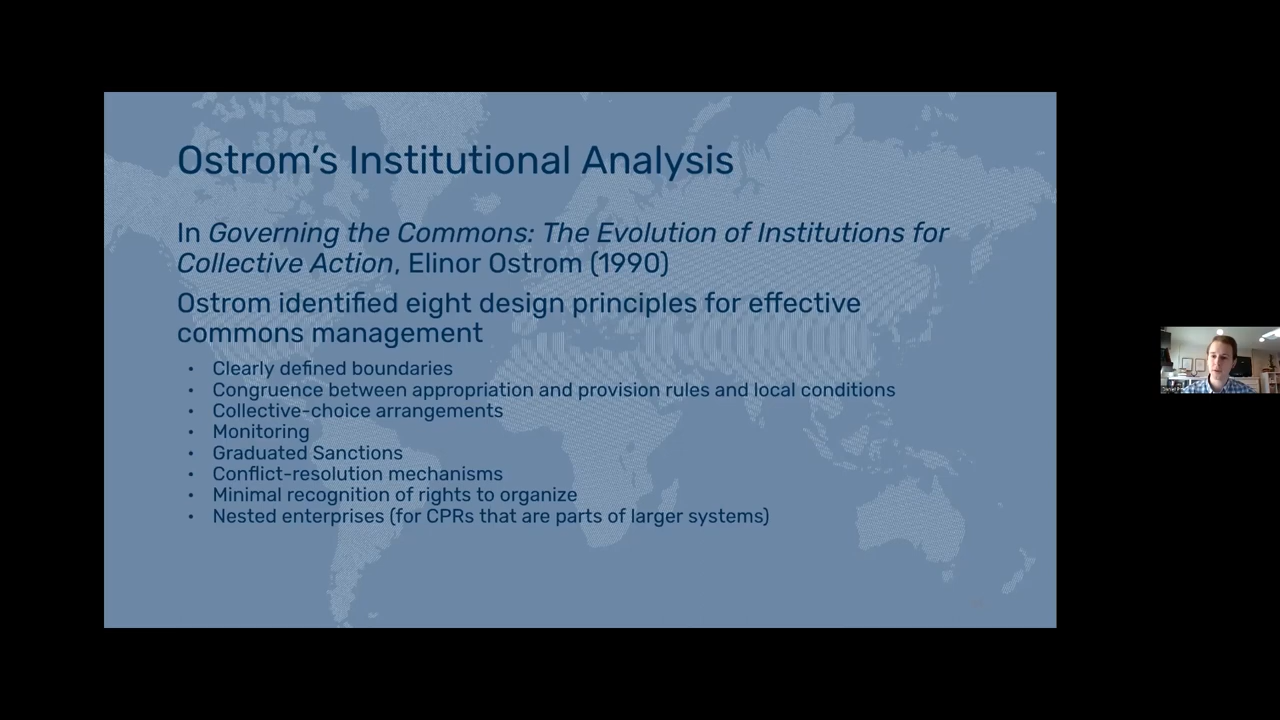 Ostrom's Institutional Analysis
In Governing the Commons: The Evolution of Institutions for
Collective Action, Elinor Ostrom (1990)
Ostrom identified eight design principles for effective
commons management
• Clearly defined boundaries
• Congruence between appropriation and provision rules and local conditions
• Collective-choice arrangements
• Monitoring
• Graduated Sanctions
• Conflict-resolution mechanisms
• Minimal recognition of rights to organize
• Nested enterprises (for CPRs that are parts of larger systems)